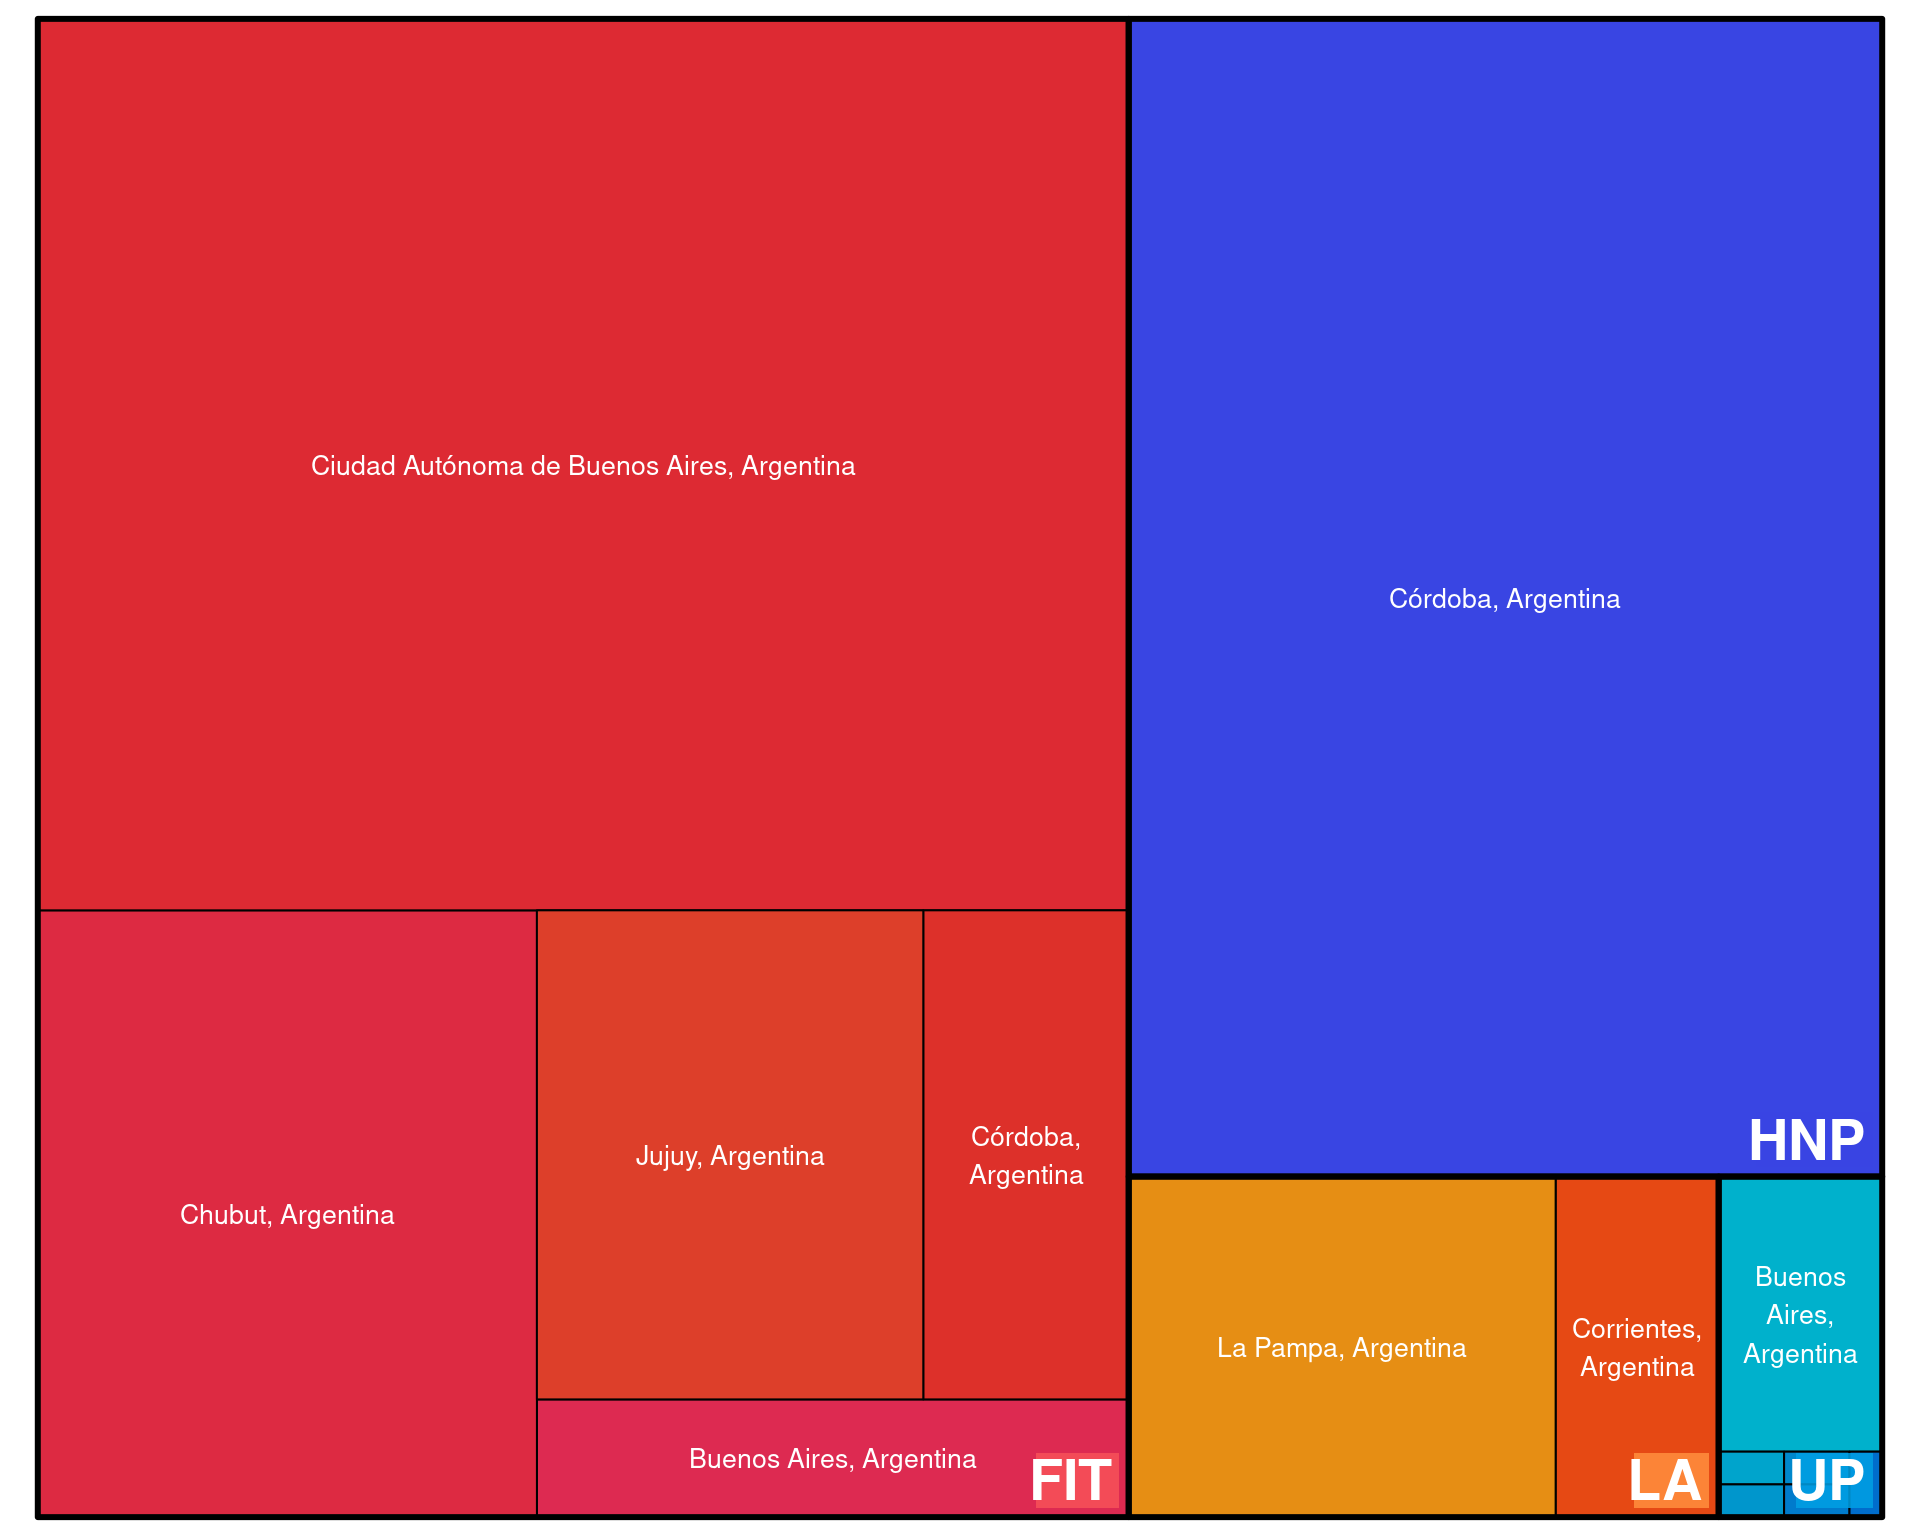 Ciudad Autónoma de Buenos Aires, Argentina
Córdoba, Argentina
HNP
Chubut, Argentina
Jujuy, Argentina
Córdoba,
Argentina
Buenos Aires, Argentina
FIT
La Pampa, Argentina
Corrientes,
Argentina
LA
Buenos
Aires,
Argentina
UP